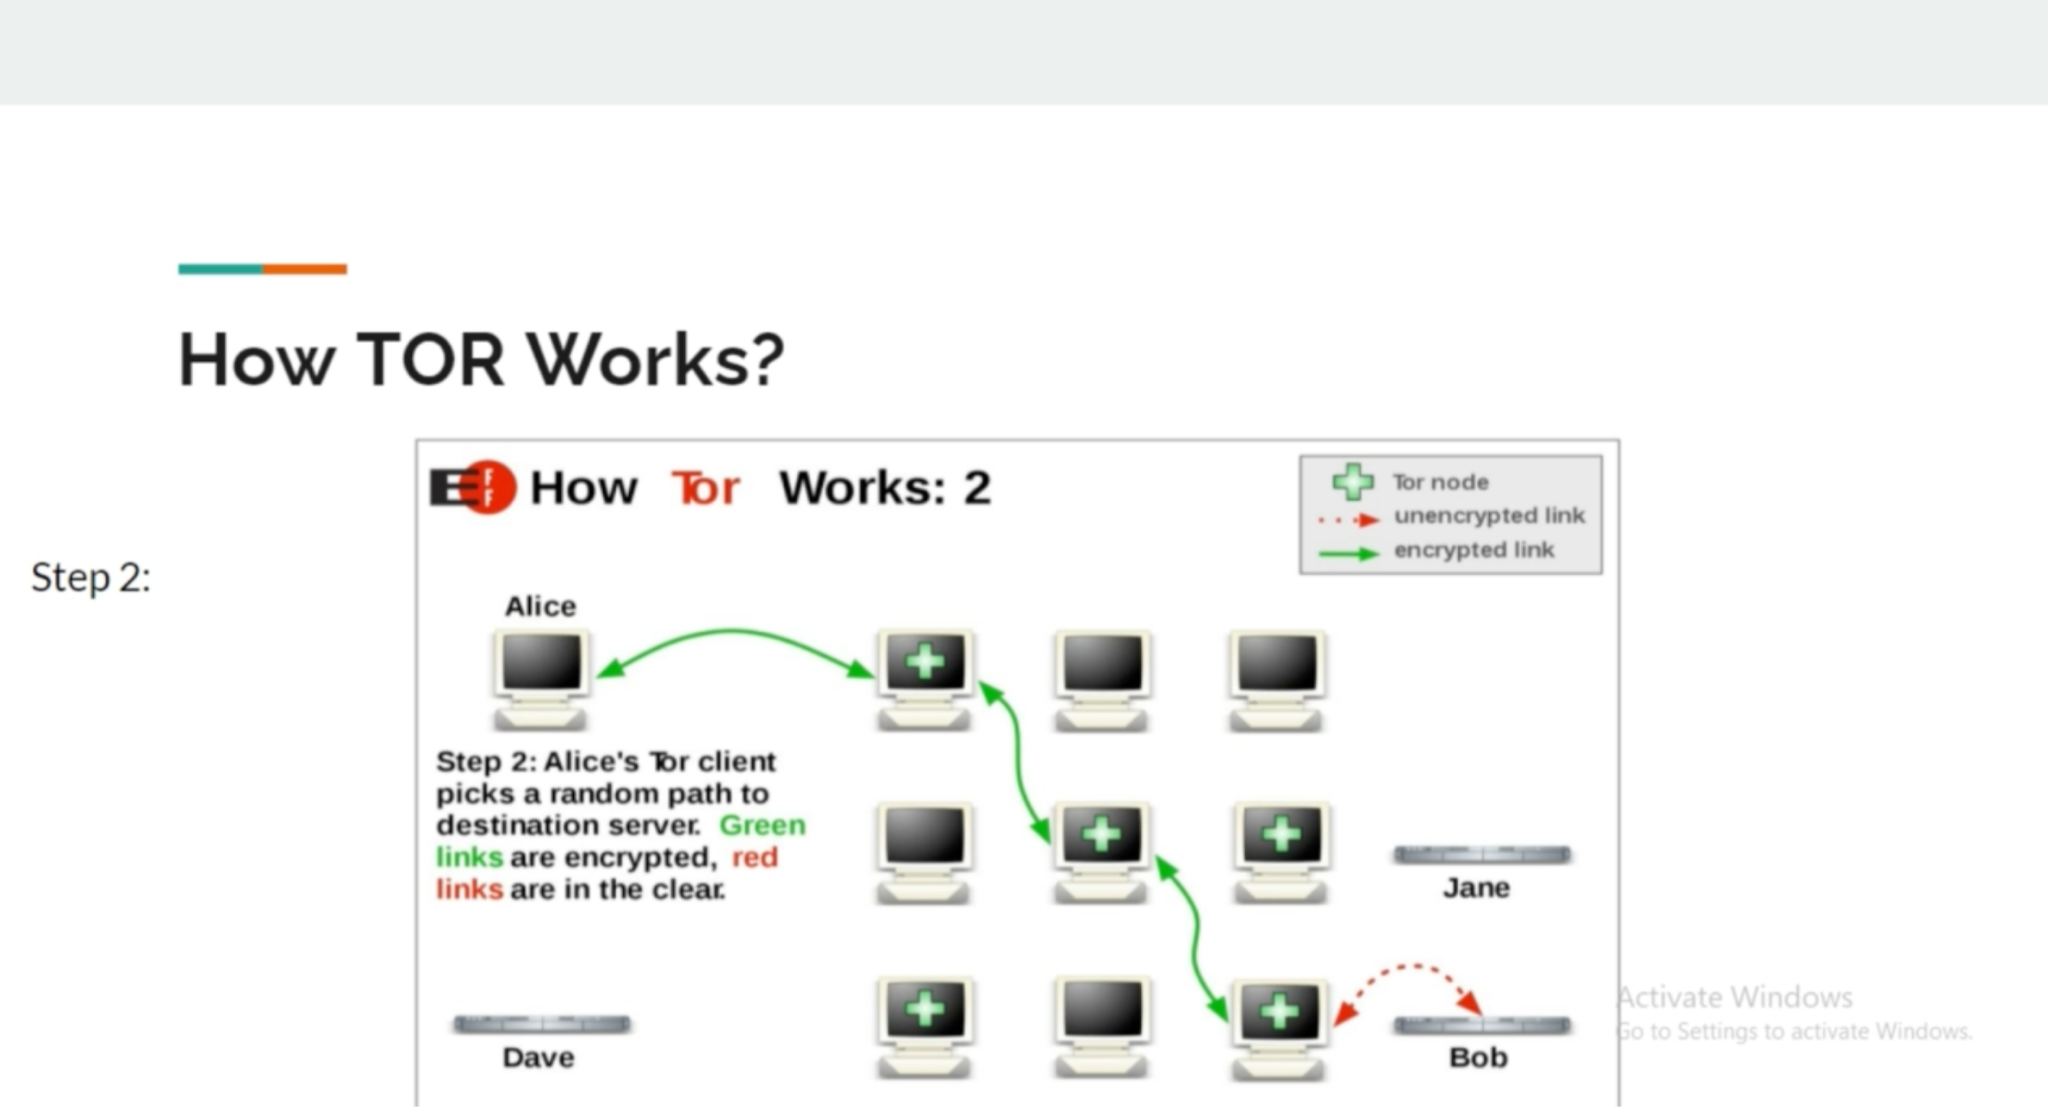 How TOR Works?
EFF How Tor Works: 2
Tor node
unencrypted link
encrypted link
Step 2:
Alice
Step 2: Alice's Tor client
picks a random path to
destination server. Green
links are encrypted, red
links are in the clear.
Jane
Dave
Bob
Activate Windows
Go to Settings to activate Windows.